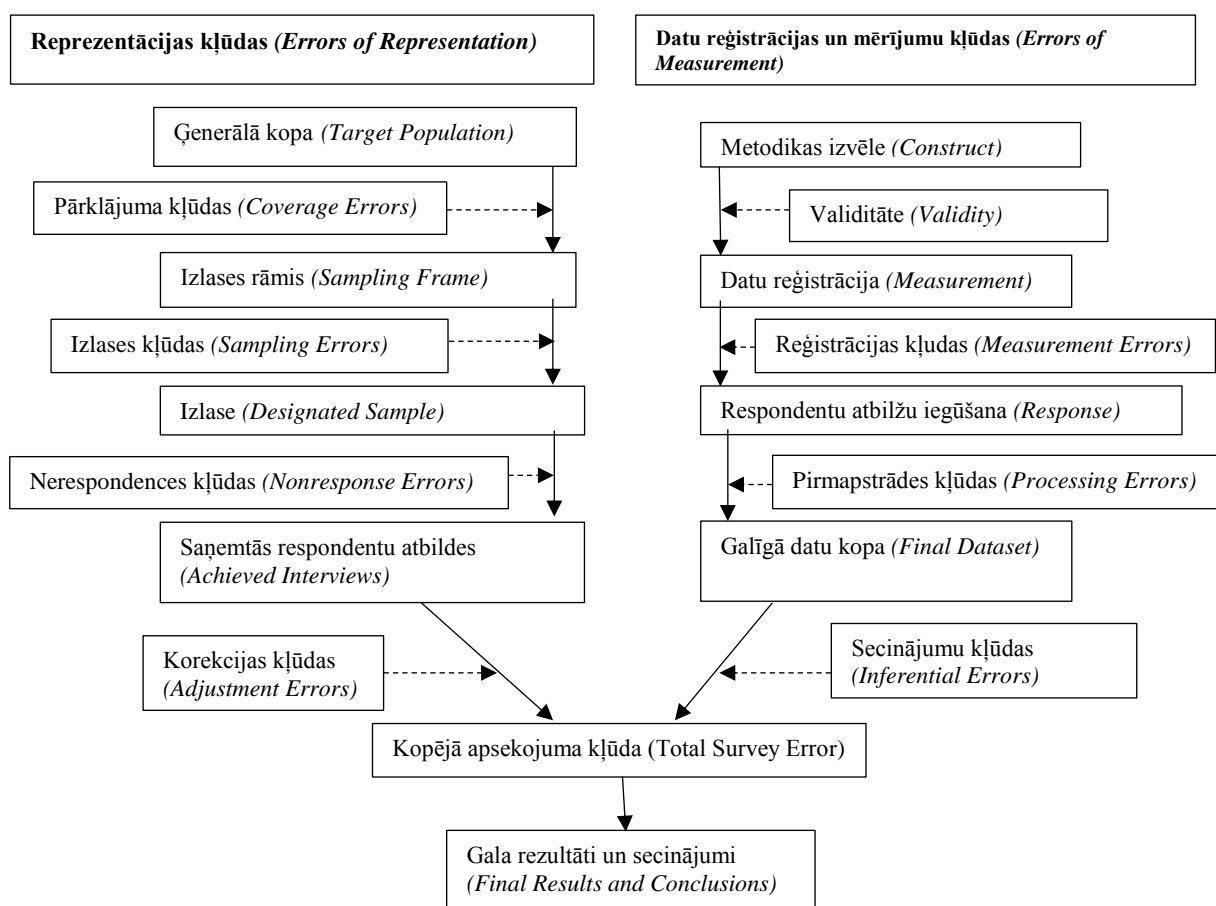 Reprezentācijas kļūdas (Errors of Representation)
Datu reģistrācijas un mērījumu kļūdas (Errors of
Measurement)
Ģenerālā kopa (Target Population)
Metodikas izvēle (Construct)
Pārklājuma kļūdas (Coverage Errors)
Validitāte (Validity)
Izlases rāmis (Sampling Frame)
Datu reģistrācija (Measurement)
Izlases kļūdas (Sampling Errors)
Reģistrācijas kļudas (Measurement Errors)
Izlase (Designated Sample)
Respondentu atbilžu iegūšana (Response)
Nerespondences kļūdas (Nonresponse Errors)
Pirmapstrādes kļūdas (Processing Errors)
Saņemtās respondentu atbildes
(Achieved Interviews)
Galīgā datu kopa (Final Dataset)
Korekcijas kļūdas
(Adjustment Errors)
Secinājumu kļūdas
(Inferential Errors)
Kopējā apsekojuma kļūda (Total Survey Error)
Gala rezultāti un secinājumi
(Final Results and Conclusions)